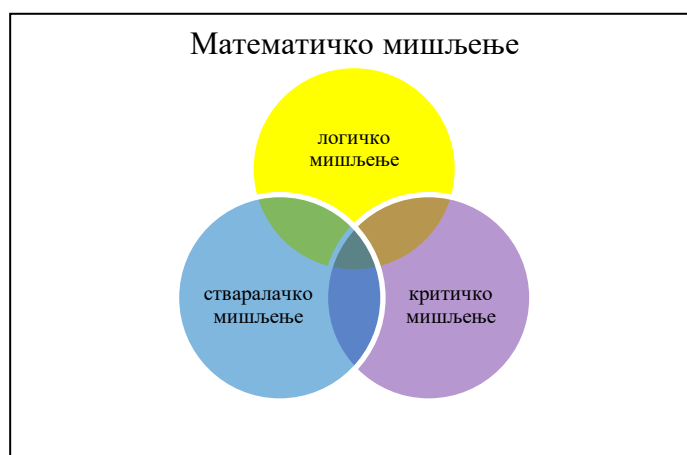 Математичко мишљење
логичко
мишљење
стваралачко
мишљење
критичко
мишљење